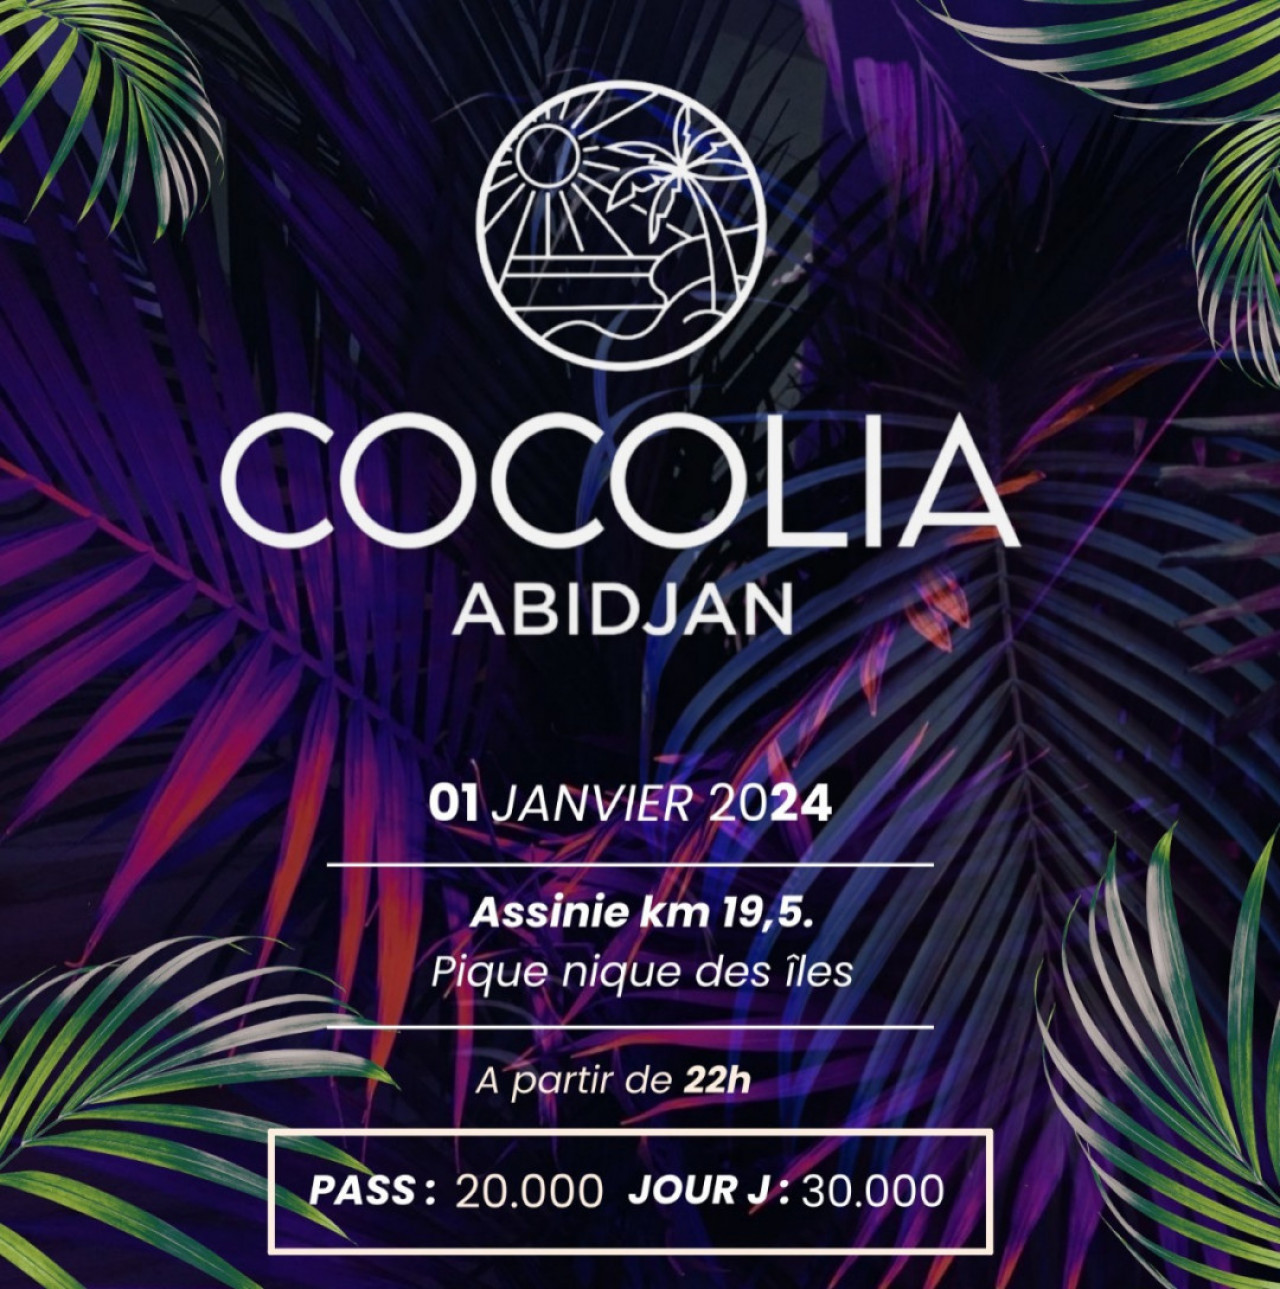 COCOLIA
ABIDJAN
01 JANVIER 2024
Assinie km 19,5.
Pique nique des îles
A partir de 22h
PASS : 20.000 JOUR J : 30.000